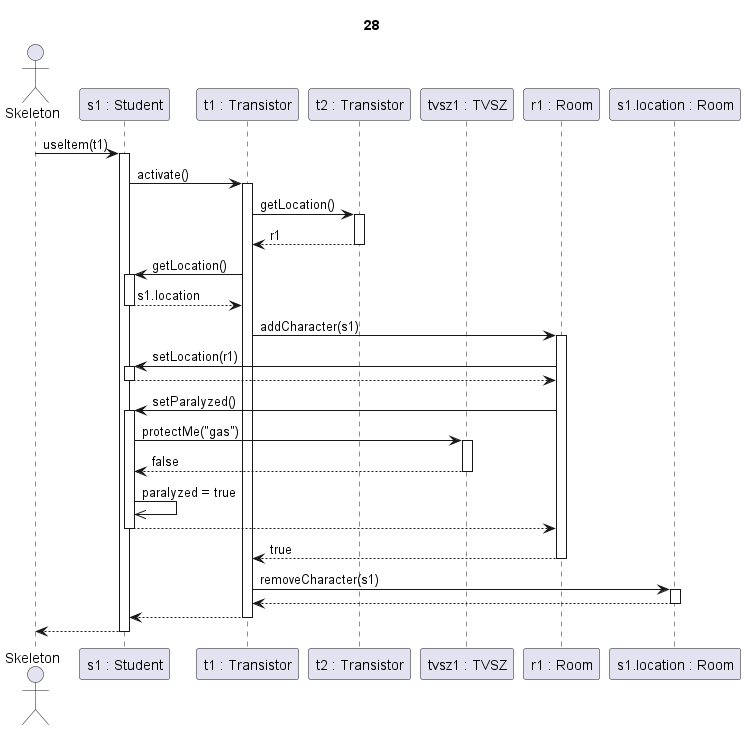 28
Skeleton
s1 : Student
t1 : Transistor
t2 : Transistor
tvsz1 : TVSZ
r1 : Room
s1.location : Room
useItem(t1)
activate()
getLocation()
r1
getLocation()
s1.location
addCharacter(s1)
setLocation(r1)
setParalyzed()
protectMe("gas")
false
paralyzed = true
true
removeCharacter(s1)
Skeleton
s1 : Student
t1 : Transistor
t2 : Transistor
tvsz1 : TVSZ
r1 : Room
s1.location : Room